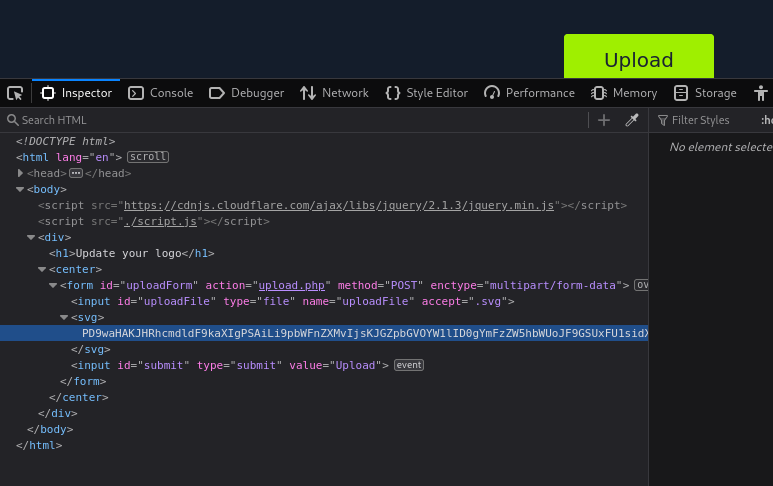 Upload
Inspector Console Debugger Network Style Editor Performance Memory Storage
Search HTML Filter Styles :ho
<!DOCTYPE html>
No element selecte
<html lang="en"> scroll
<head> ••• </head>
<body>
<script src="https://cdnjs.cloudflare.com/ajax/libs/jquery/2.1.3/jquery.min.js"></script>
<script src="./script.js"></script>
<div>
<h1>Update your logo</h1>
<center>
<form id="uploadForm" action="upload.php" method="POST" enctype="multipart/form-data"> ov
<input id="uploadFile" type="file" name="uploadFile" accept=".svg">
<svg>
</svg>
<input id="submit" type="submit" value="Upload"> event
</form>
</center>
</div>
</body>
</html>